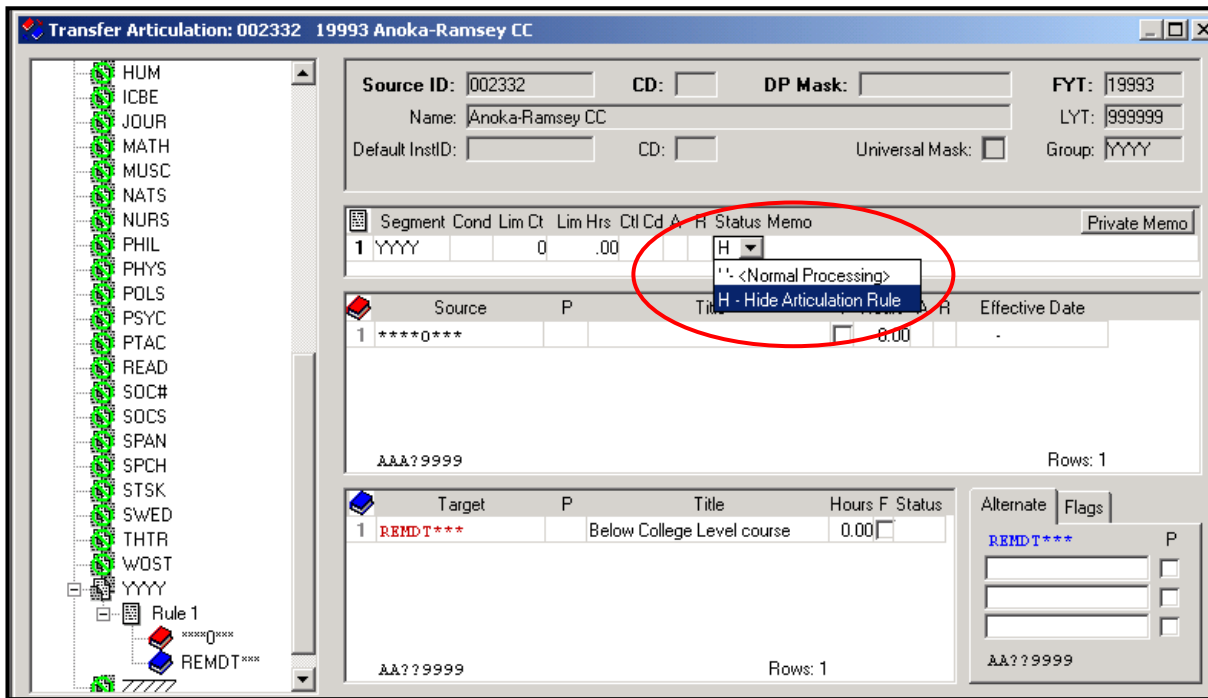 Transfer Articulation: 002332 19993 Anoka-Ramsey CC
HUM
ICBE
JOUR
MATH
MUSC
NATS
NURS
PHIL
PHYS
POLS
PSYC
PTAC
READ
SOC#
SOCS
SPAN
SPCH
STSK
SWED
THTR
WOST
YYYY
Rule 1
****0***
REMDT***
ZZZZZ
Source ID: 002332 CD: DP Mask: FYT: 19993
Name: Anoka-Ramsey CC LYT: 999999
Default InstID: CD: Universal Mask: Group: YYYY
Segment Cond Lim Ct Lim Hrs Ctl Cd A R Status Memo Private Memo
1 YYYY 0 .00 H
' '- <Normal Processing>
H - Hide Articulation Rule
Source P Title A R Effective Date
1 ****0*** 0.00 -
AAA?9999 Rows: 1
Target P Title Hours F Status
1 REMDT*** Below College Level course 0.00
AA??9999 Rows: 1
Alternate Flags
REMDT*** P
AA??9999